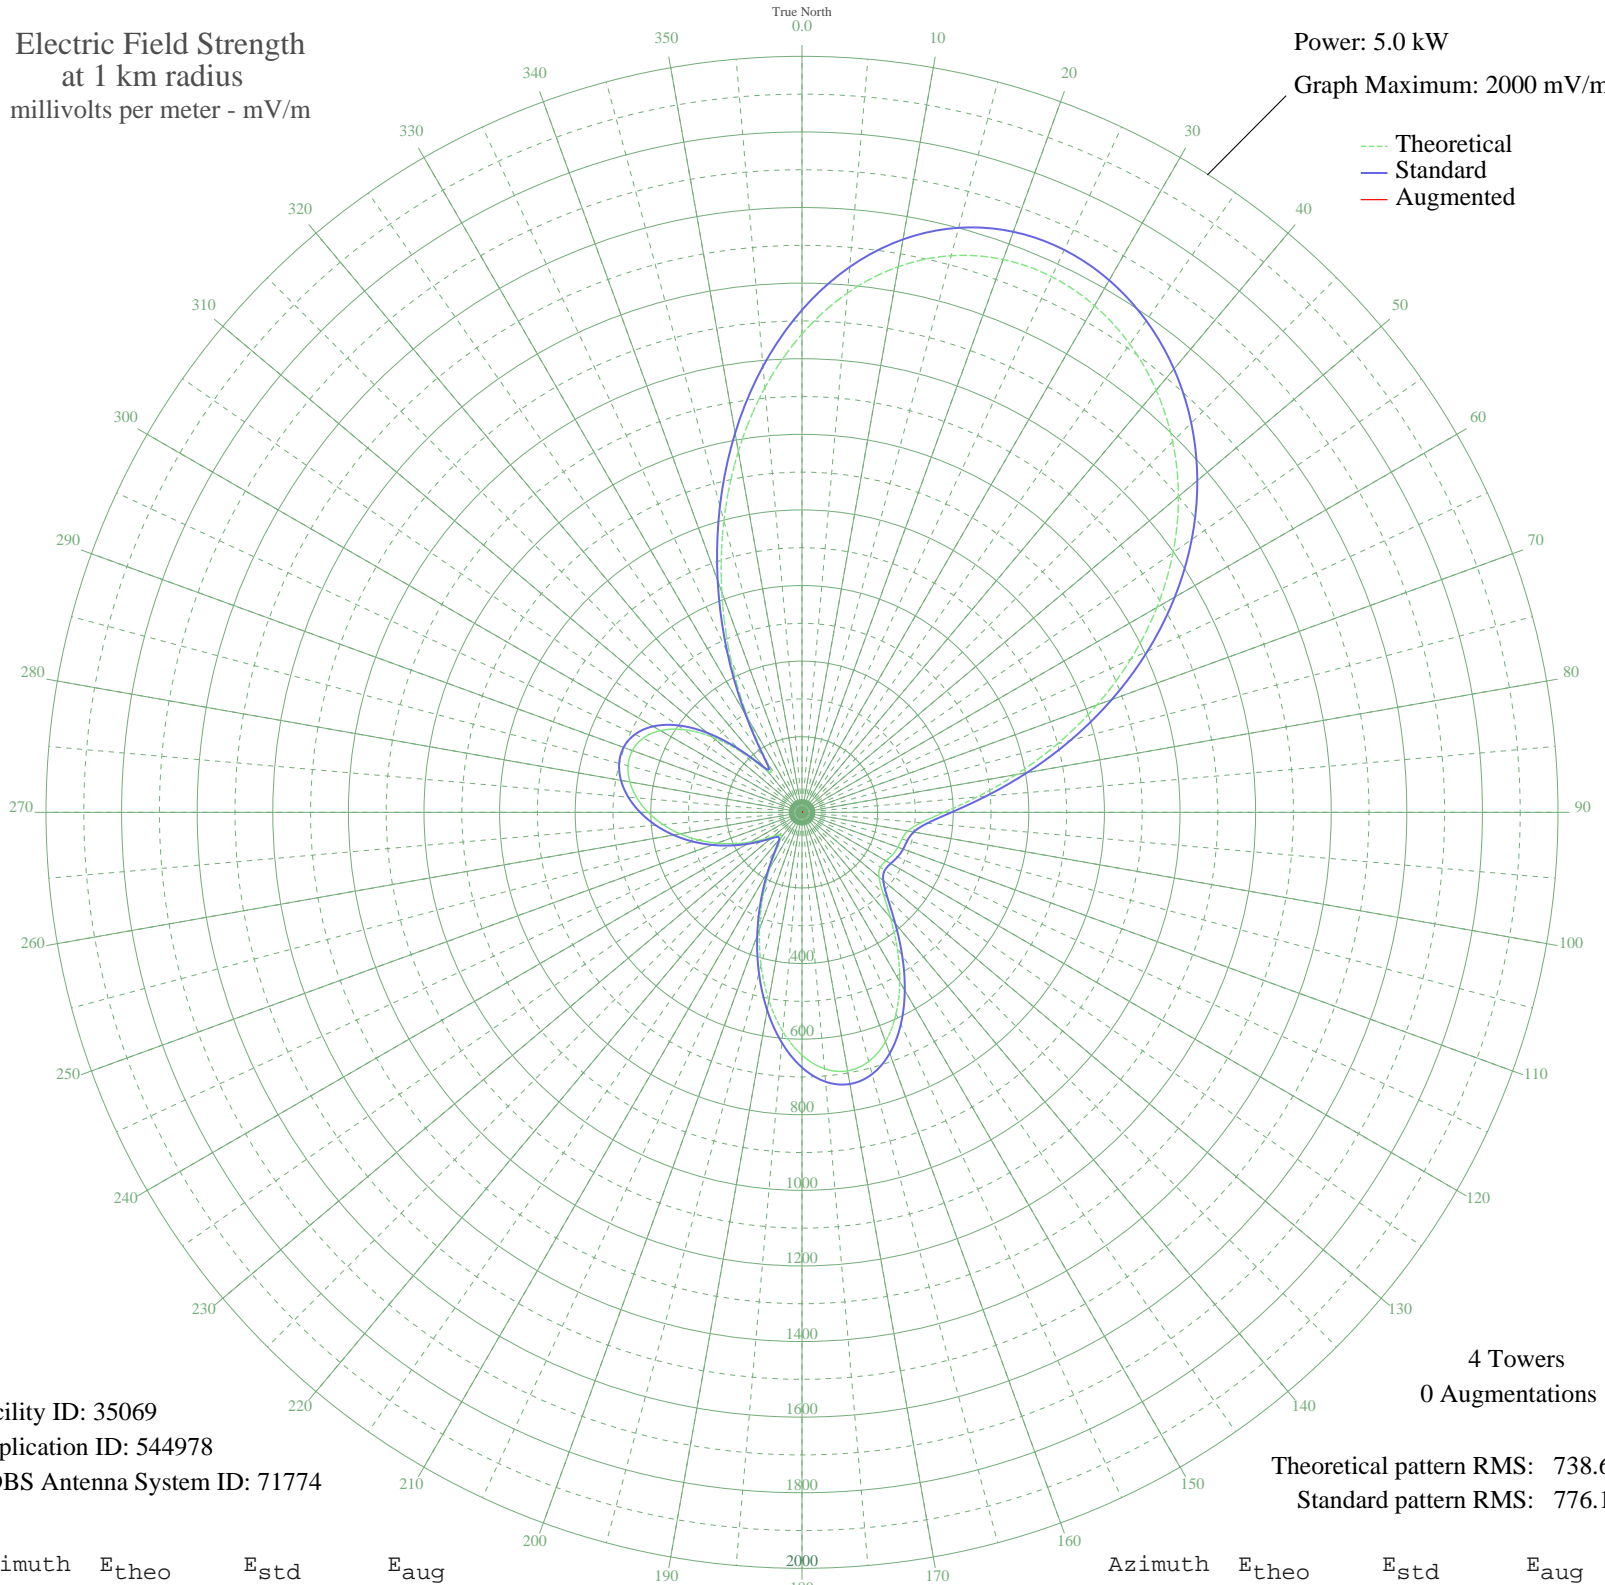 True North
0.0
Electric Field Strength
at 1 km radius
millivolts per meter - mV/m
Power: 5.0 kW
Graph Maximum: 2000 mV/m
Theoretical
Standard
Augmented
10
20
30
40
50
60
70
80
90
100
110
120
130
140
150
160
170
190
200
210
220
230
240
250
260
270
280
290
300
310
320
330
340
350
400
600
800
1000
1200
1400
1600
1800
2000
4 Towers
0 Augmentations
cility ID: 35069
plication ID: 544978
DBS Antenna System ID: 71774
Theoretical pattern RMS: 738.6
Standard pattern RMS: 776.1
imuth Etheo Estd Eaug
Azimuth Etheo Estd Eaug